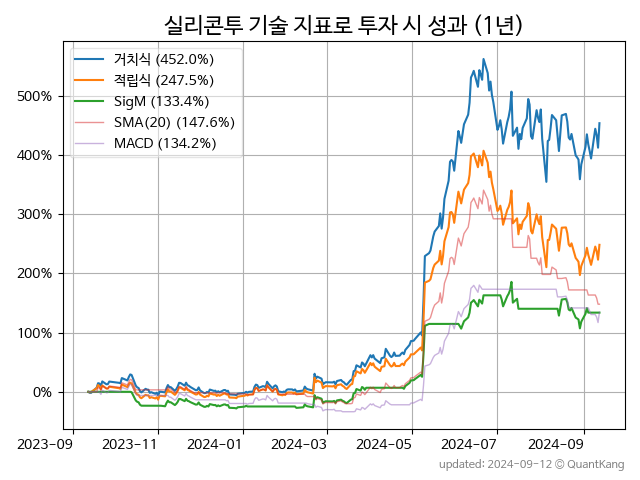 실리콘투 기술 지표로 투자 시 성과 (1년)
거치식 (452.0%)
적립식 (247.5%)
SigM (133.4%)
SMA(20) (147.6%)
MACD (134.2%)
500%
400%
300%
200%
100%
0%
2023-09 2023-11 2024-01 2024-03 2024-05 2024-07 2024-09
updated: 2024-09-12 © QuantKang